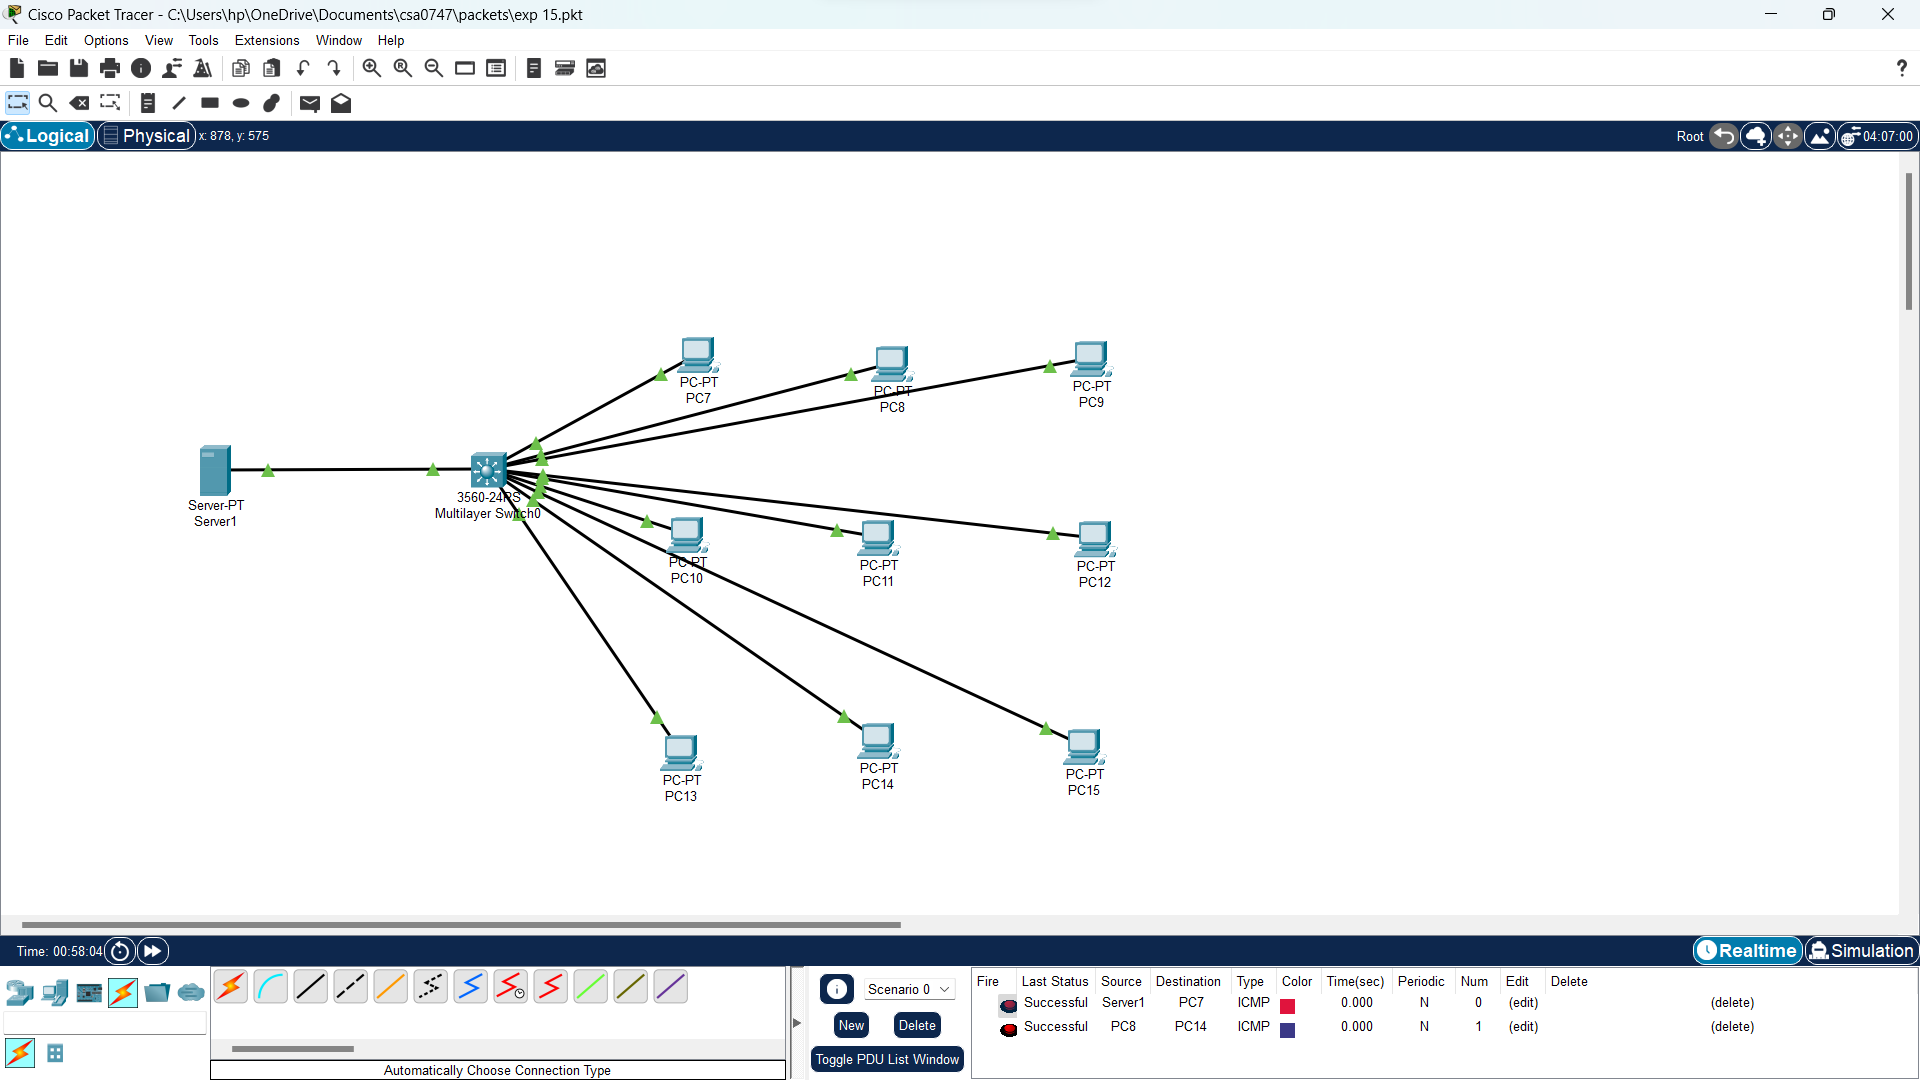 Cisco Packet Tracer - C:\Users\hp\OneDrive\Documents\csa0747\packets\exp 15.pkt
File Edit Options View Tools Extensions Window Help
Logical Physical x: 878, y: 575 Root 04:07:00
PC-PT
PC7
PC-PT
PC8
PC-PT
PC9
Server-PT
Server1
3560-24PS
Multilayer Switch0
PC-PT
PC10
PC-PT
PC11
PC-PT
PC12
PC-PT
PC13
PC-PT
PC14
PC-PT
PC15
Time: 00:58:04 Realtime Simulation
Scenario 0
New Delete
Toggle PDU List Window
Automatically Choose Connection Type
Fire Last Status Source Destination Type Color Time(sec) Periodic Num Edit Delete
Successful Server1 PC7 ICMP 0.000 N 0 (edit) (delete)
Successful PC8 PC14 ICMP 0.000 N 1 (edit) (delete)